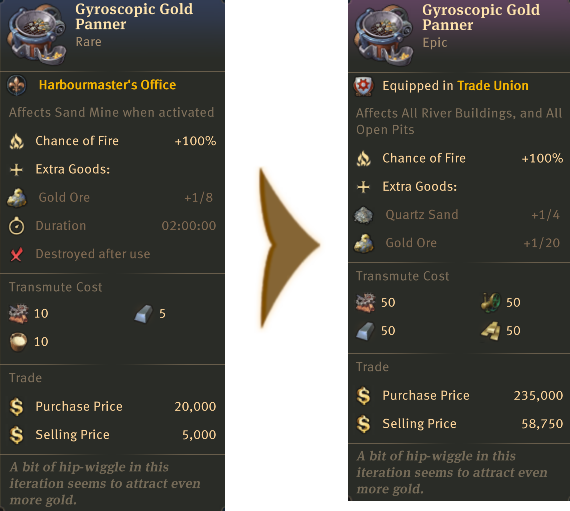 Gyroscopic Gold
Panner
Rare
Harbourmaster's Office
Affects Sand Mine when activated
Chance of Fire +100%
Extra Goods:
Gold Ore +1/8
Duration 02:00:00
Destroyed after use
Transmute Cost
10 5
10
Trade
Purchase Price 20,000
Selling Price 5,000
A bit of hip-wiggle in this
iteration seems to attract even
more gold.
Gyroscopic Gold
Panner
Epic
Equipped in Trade Union
Affects All River Buildings, and All
Open Pits
Chance of Fire +100%
Extra Goods:
Quartz Sand +1/4
Gold Ore +1/20
Transmute Cost
50 50
50 50
Trade
Purchase Price 235,000
Selling Price 58,750
A bit of hip-wiggle in this
iteration seems to attract even
more gold.